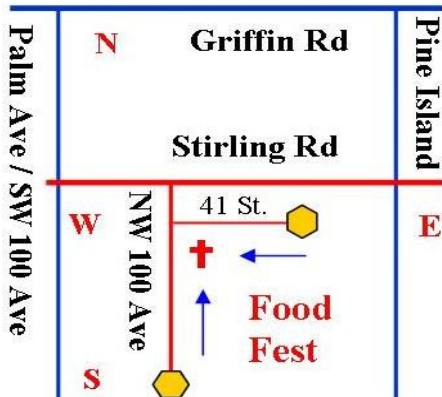 N
Griffin Rd
Palm Ave / SW 100 Ave
Pine Island
Stirling Rd
NW 100 Ave
41 St.
W
E
Food
Fest
S